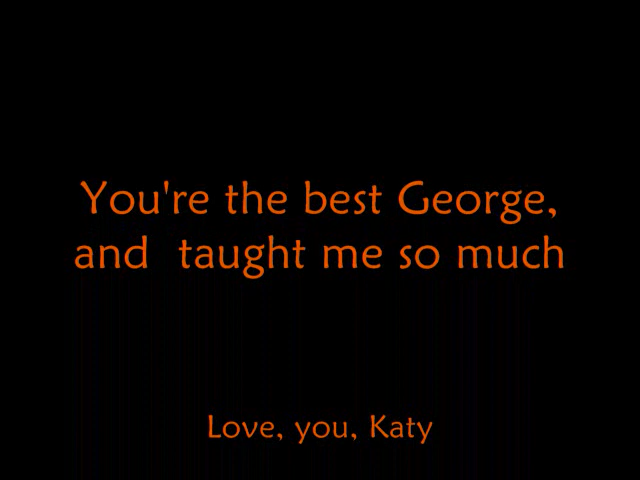 You're the best George,
and  taught me so much
Love, you, Katy